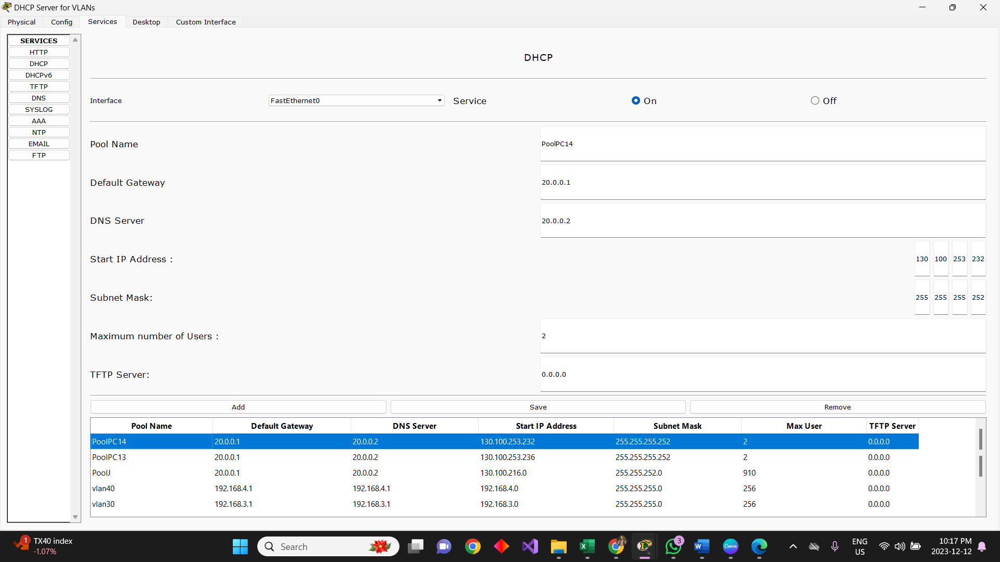 DHCP Server for VLANs
Physical Config Services Desktop Custom Interface
SERVICES
HTTP
DHCP
DHCPv6
TFTP
DNS
SYSLOG
AAA
NTP
EMAIL
FTP
DHCP
Interface FastEthernet0 Service On Off
Pool Name PoolPC14
Default Gateway 20.0.0.1
DNS Server 20.0.0.2
Start IP Address : 130 100 253 232
Subnet Mask: 255 255 255 252
Maximum number of Users : 2
TFTP Server: 0.0.0.0
Add Save Remove
Pool Name Default Gateway DNS Server Start IP Address Subnet Mask Max User TFTP Server
PoolPC14 20.0.0.1 20.0.0.2 130.100.253.232 255.255.255.252 2 0.0.0.0
PoolPC13 20.0.0.1 20.0.0.2 130.100.253.236 255.255.255.252 2 0.0.0.0
PoolJ 20.0.0.1 20.0.0.2 130.100.216.0 255.255.252.0 910 0.0.0.0
vlan40 192.168.4.1 192.168.4.1 192.168.4.0 255.255.255.0 256 0.0.0.0
vlan30 192.168.3.1 192.168.3.1 192.168.3.0 255.255.255.0 256 0.0.0.0
1 TX40 index
-1.07%
Search
Canva
3
ENG
US
10:17 PM
2023-12-12